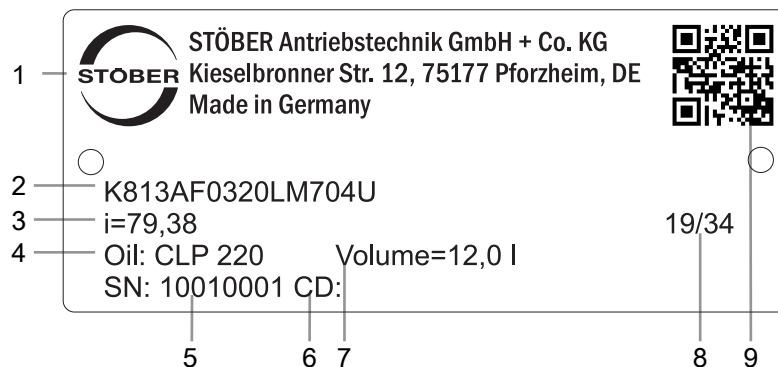 STÖBER Antriebstechnik GmbH + Co. KG
1 STÖBER Kieselbronner Str. 12, 75177 Pforzheim, DE
Made in Germany
2 K813AF0320LM704U
3 i=79,38 19/34
4 Oil: CLP 220 Volume=12,0 l
SN: 10010001 CD:
5 6 7 8 9